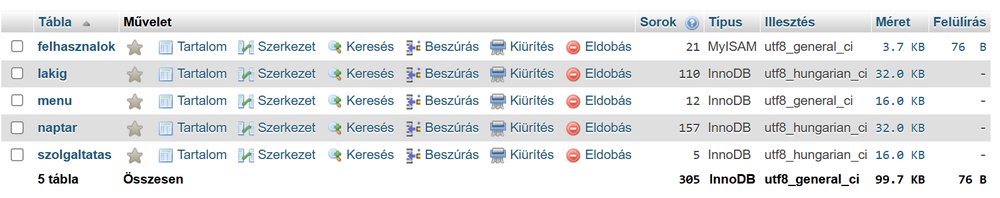 Tábla Művelet Sorok Típus Illesztés Méret Felülírás
felhasznalok Tartalom Szerkezet Keresés Beszúrás Kiürítés Eldobás 21 MyISAM utf8_general_ci 3.7 KB 76 B
lakig Tartalom Szerkezet Keresés Beszúrás Kiürítés Eldobás 110 InnoDB utf8_hungarian_ci 32.0 KB -
menu Tartalom Szerkezet Keresés Beszúrás Kiürítés Eldobás 12 InnoDB utf8_general_ci 16.0 KB -
naptar Tartalom Szerkezet Keresés Beszúrás Kiürítés Eldobás 157 InnoDB utf8_hungarian_ci 32.0 KB -
szolgaltatas Tartalom Szerkezet Keresés Beszúrás Kiürítés Eldobás 5 InnoDB utf8_hungarian_ci 16.0 KB -
5 tábla Összesen 305 InnoDB utf8_general_ci 99.7 KB 76 B